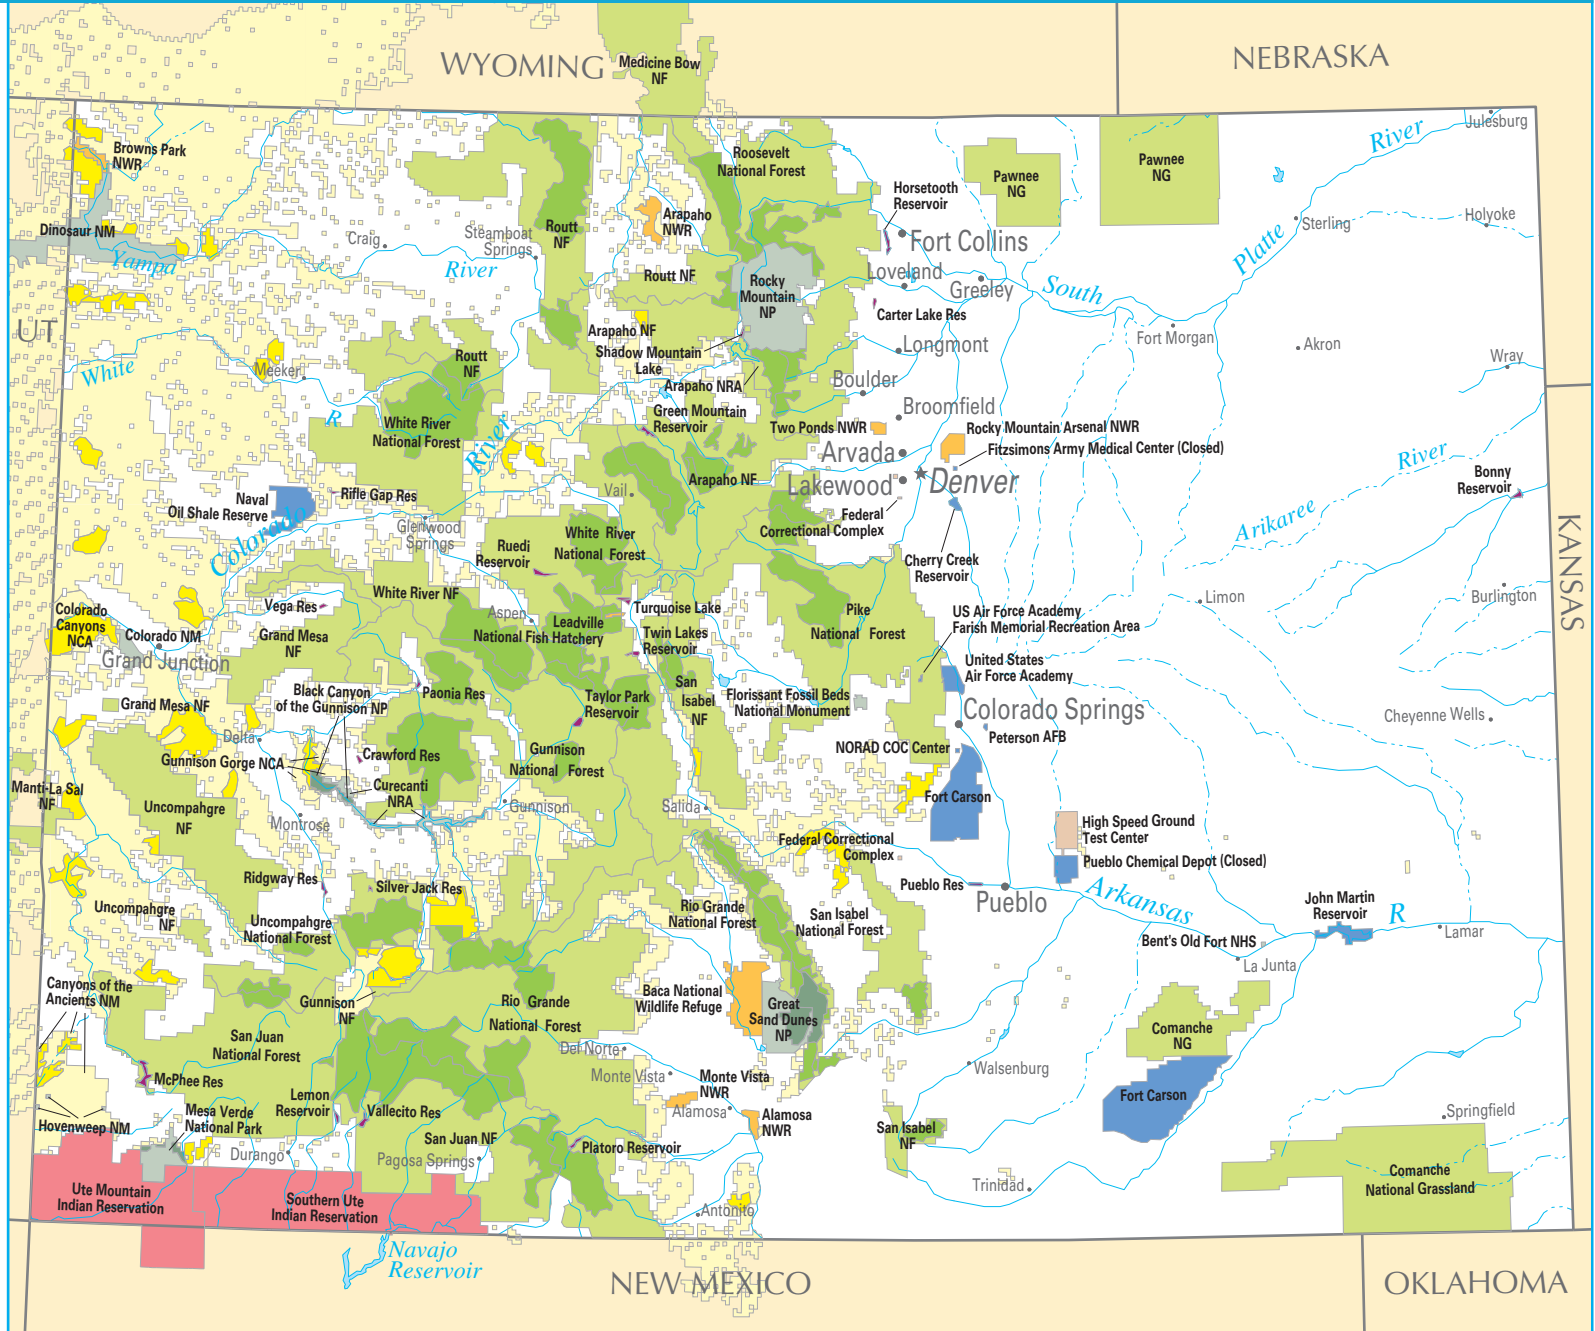 WYOMING
NEBRASKA
Medicine Bow
NF
Julesburg
River
Browns Park
NWR
Roosevelt
National Forest
Pawnee
NG
Pawnee
NG
Horsetooth
Reservoir
Arapaho
NWR
Sterling
Holyoke
Dinosaur NM
Craig
Steamboat
Springs
Routt
NF
Fort Collins
Platte
Yampa
River
Routt NF
Rocky
Mountain
NP
Loveland
Greeley
South
UT
Arapaho NF
Carter Lake Res
Fort Morgan
Akron
Wray
Shadow Mountain
Lake
Longmont
White
Meeker
Routt
NF
Arapaho NRA
Boulder
R
White River
National Forest
River
Green Mountain
Reservoir
Broomfield
Two Ponds NWR
Rocky Mountain Arsenal NWR
Fitzsimons Army Medical Center (Closed)
Arvada
River
Bonny
Reservoir
Naval
Oil Shale Reserve
Rifle Gap Res
Vail
Arapaho NF
Lakewood
Denver
Federal
Correctional Complex
Arikaree
KANSAS
Colorado
Glenwood
Springs
White River
National Forest
Ruedi
Reservoir
Cherry Creek
Reservoir
White River NF
Vega Res
Colorado
Canyons
NCA
Colorado NM
Grand Junction
Grand Mesa
NF
Aspen
Leadville
National Fish Hatchery
Turquoise Lake
Twin Lakes
Reservoir
Pike
National Forest
US Air Force Academy
Farish Memorial Recreation Area
Limon
Burlington
United States
Air Force Academy
Grand Mesa NF
Black Canyon
of the Gunnison NP
Paonia Res
Taylor Park
Reservoir
San
Isabel
NF
Florissant Fossil Beds
National Monument
Colorado Springs
Peterson AFB
Cheyenne Wells
Delta
Gunnison Gorge NCA
Crawford Res
Gunnison
National Forest
NORAD COC Center
Manti-La Sal
NF
Uncompahgre
NF
Curecanti
NRA
Montrose
Gunnison
Salida
Fort Carson
High Speed Ground
Test Center
Federal Correctional
Complex
Pueblo Chemical Depot (Closed)
Ridgway Res
Silver Jack Res
Pueblo Res
Pueblo
Arkansas
John Martin
Reservoir
R
Lamar
Uncompahgre
NF
Uncompahgre
National Forest
Rio Grande
National Forest
San Isabel
National Forest
Bent's Old Fort NHS
La Junta
Canyons of the
Ancients NM
Gunnison
NF
Rio Grande
National Forest
Baca National
Wildlife Refuge
Great
Sand Dunes
NP
Comanche
NG
San Juan
National Forest
Del Norte
Monte Vista
Walsenburg
McPhee Res
Monte Vista
NWR
Alamosa
Fort Carson
Lemon
Reservoir
Vallecito Res
Mesa Verde
National Park
Hovenweep NM
Alamosa
NWR
San Isabel
NF
Springfield
Durango
San Juan NF
Pagosa Springs
Platoro Reservoir
Trinidad
Comanche
National Grassland
Ute Mountain
Indian Reservation
Southern Ute
Indian Reservation
Antonito
Navajo
Reservoir
NEW MEXICO
OKLAHOMA